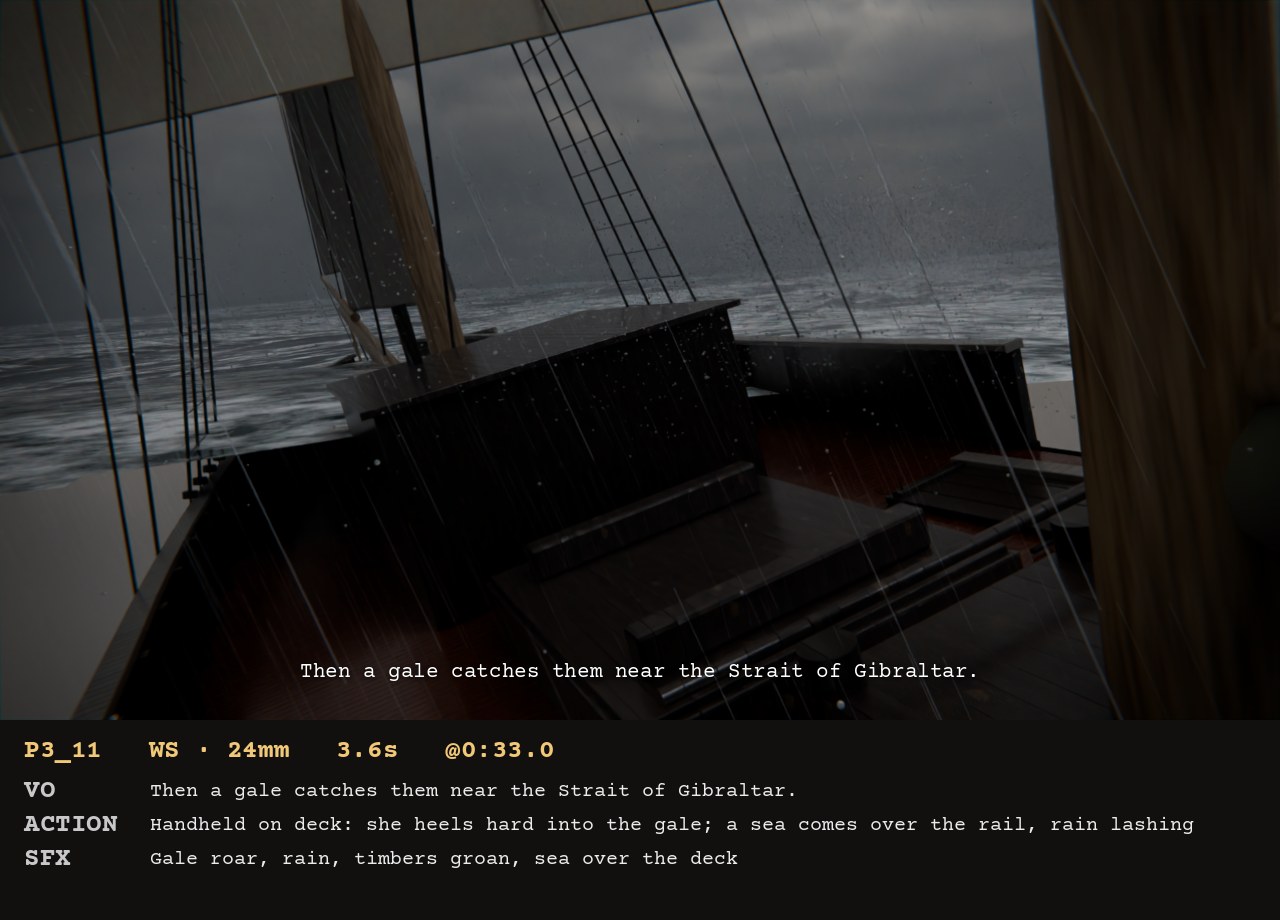 Then a gale catches them near the Strait of Gibraltar.
P3_11 WS · 24mm 3.6s @0:33.0
VO Then a gale catches them near the Strait of Gibraltar.
ACTION Handheld on deck: she heels hard into the gale; a sea comes over the rail, rain lashing
SFX Gale roar, rain, timbers groan, sea over the deck